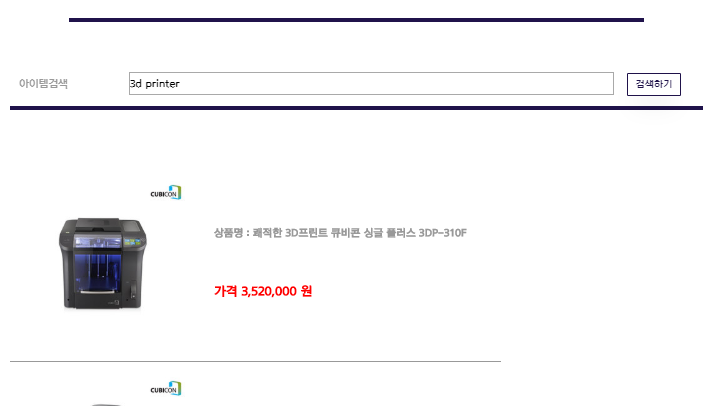 아이템검색
3d printer
검색하기
CUBICON
상품명 : 쾌적한 3D프린트 큐비콘 싱글 플러스 3DP-310F
가격 3,520,000 원
CUBICON